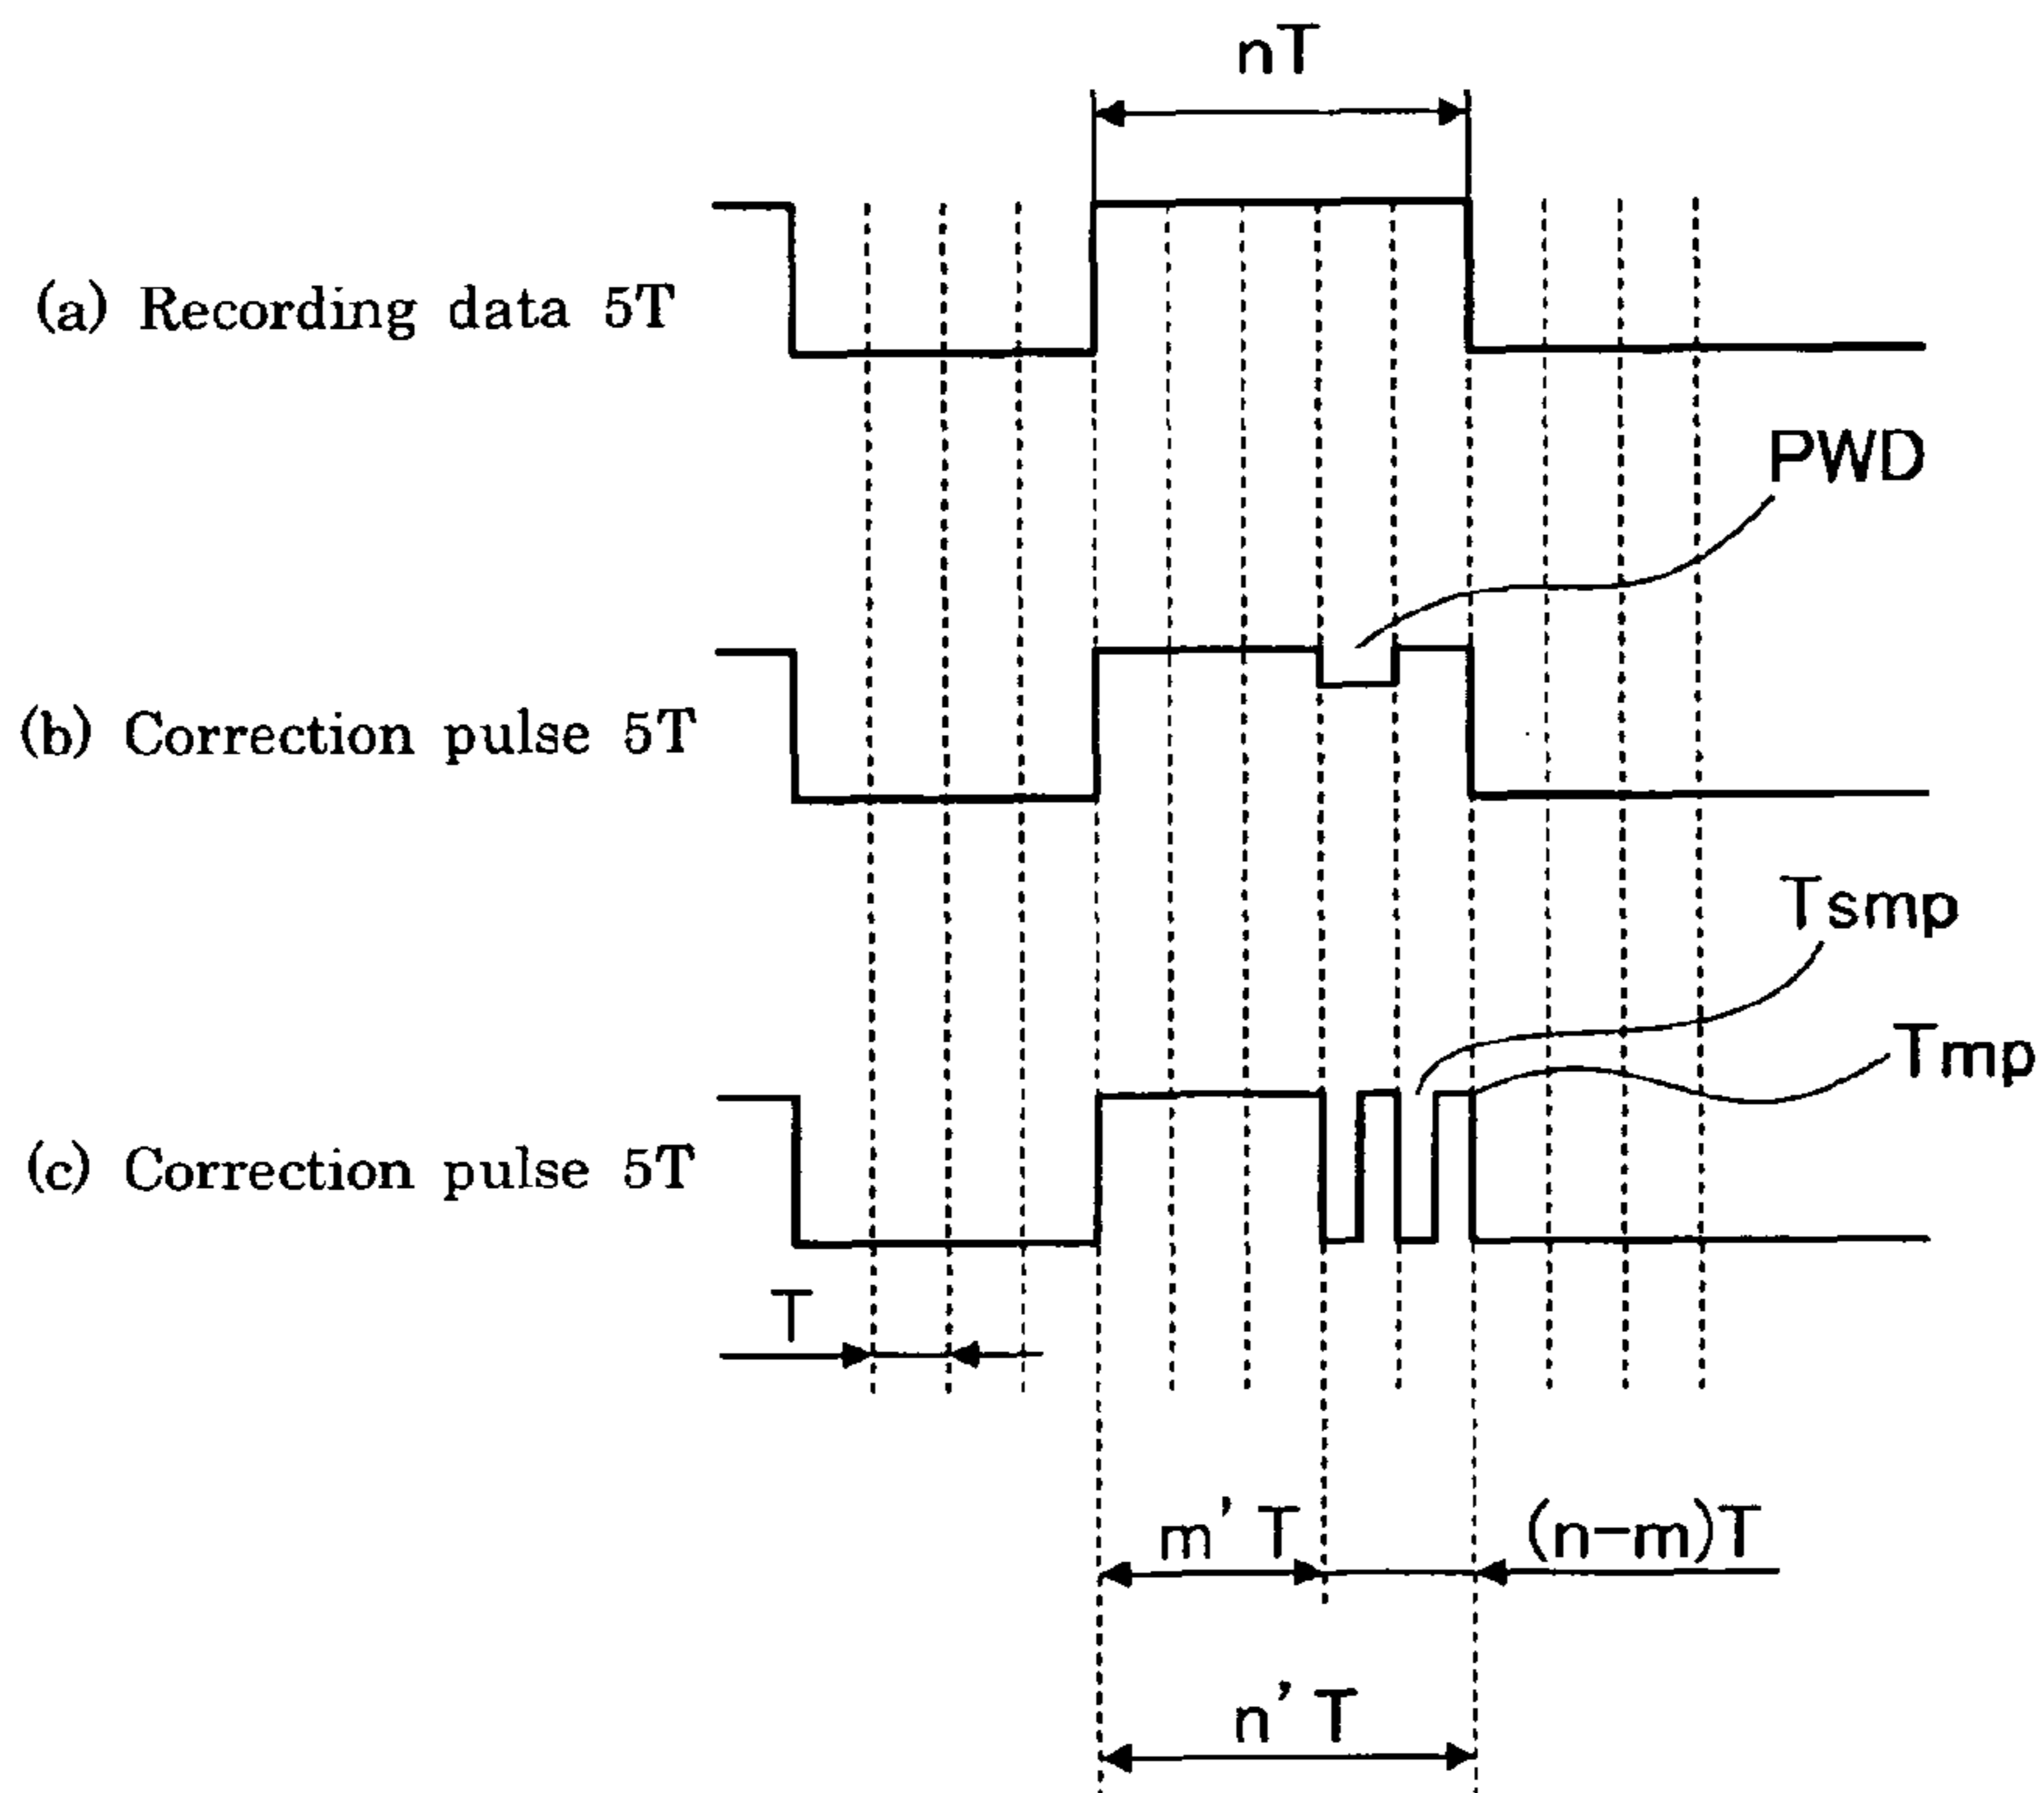 nT
(a) Recording data 5T
PWD
(b) Correction pulse 5T
Tsmp
Tmp
(c) Correction pulse 5T
T
m' T
(n-m)T
n' T